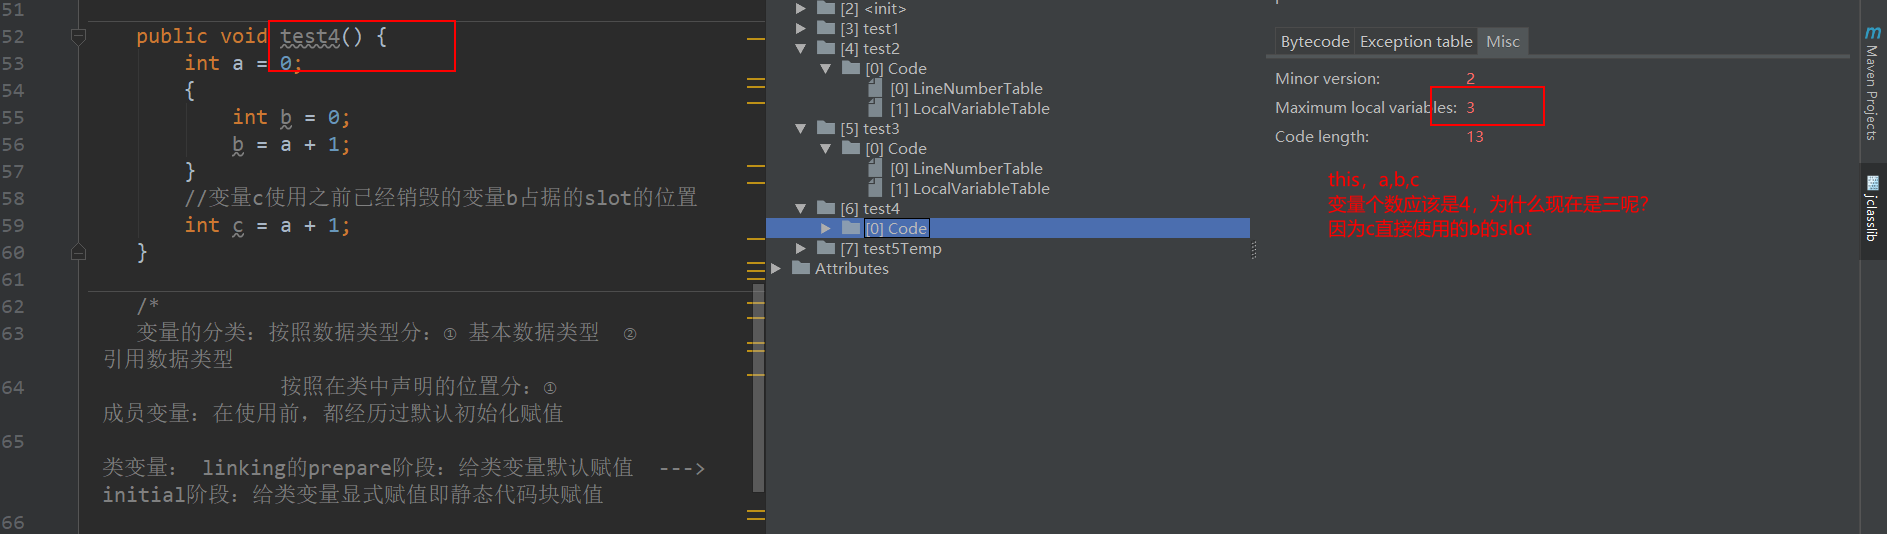 51
52 public void test4() {
53 int a = 0;
54 {
55 int b = 0;
56 b = a + 1;
57 }
58 //变量c使用之前已经销毁的变量b占据的slot的位置
59 int c = a + 1;
60 }
61
62 /*
63 变量的分类：按照数据类型分：① 基本数据类型 ②
引用数据类型
64 按照在类中声明的位置分：①
成员变量：在使用前，都经历过默认初始化赋值
65
类变量： linking的prepare阶段：给类变量默认赋值 --->
initial阶段：给类变量显式赋值即静态代码块赋值
66
[2] <init>
[3] test1
[4] test2
[0] Code
[0] LineNumberTable
[1] LocalVariableTable
[5] test3
[0] Code
[0] LineNumberTable
[1] LocalVariableTable
[6] test4
[0] Code
[7] test5Temp
Attributes
Bytecode Exception table Misc
Minor version: 2
Maximum local variables: 3
Code length: 13
this，a,b,c
变量个数应该是4，为什么现在是三呢？
因为c直接使用的b的slot
m Maven Projects
jclasslib